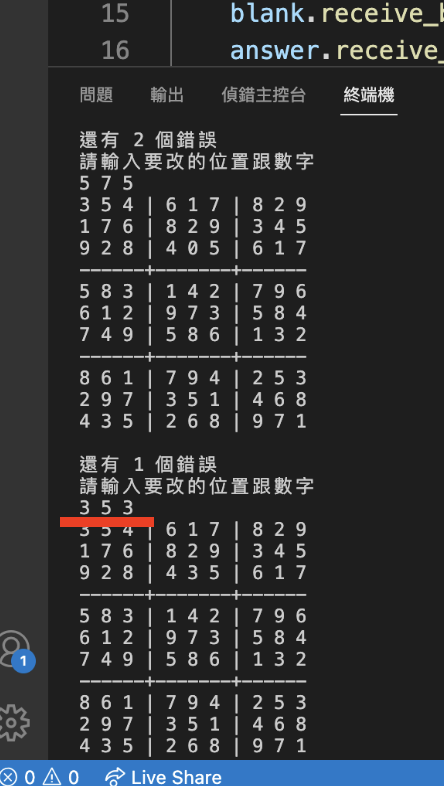 15 blank.receive_b
16 answer.receive_
問題 輸出 偵錯主控台 終端機
還有 2 個錯誤
請輸入要改的位置跟數字
5 7 5
3 5 4 | 6 1 7 | 8 2 9
1 7 6 | 8 2 9 | 3 4 5
9 2 8 | 4 0 5 | 6 1 7
------+-------+------
5 8 3 | 1 4 2 | 7 9 6
6 1 2 | 9 7 3 | 5 8 4
7 4 9 | 5 8 6 | 1 3 2
------+-------+------
8 6 1 | 7 9 4 | 2 5 3
2 9 7 | 3 5 1 | 4 6 8
4 3 5 | 2 6 8 | 9 7 1
還有 1 個錯誤
請輸入要改的位置跟數字
3 5 3
3 5 4 | 6 1 7 | 8 2 9
1 7 6 | 8 2 9 | 3 4 5
9 2 8 | 4 3 5 | 6 1 7
------+-------+------
5 8 3 | 1 4 2 | 7 9 6
6 1 2 | 9 7 3 | 5 8 4
7 4 9 | 5 8 6 | 1 3 2
------+-------+------
8 6 1 | 7 9 4 | 2 5 3
2 9 7 | 3 5 1 | 4 6 8
4 3 5 | 2 6 8 | 9 7 1
1
0 0 Live Share